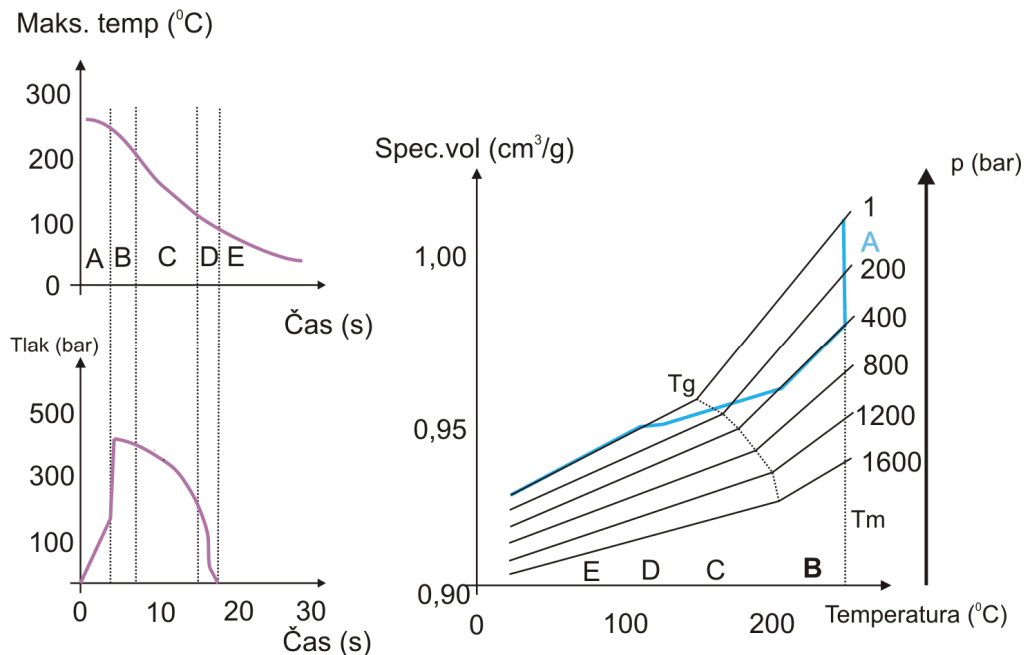 Maks. temp (⁰C)
300
200
100
0
A B C D E
Čas (s)
Tlak (bar)
500
300
100
0 10 20 30
Čas (s)
Spec.vol (cm³/g)
1,00
0,95
0,90
Tg
E D C B
0 100 200
Temperatura (⁰C)
Tm
p (bar)
1
A
200
400
800
1200
1600